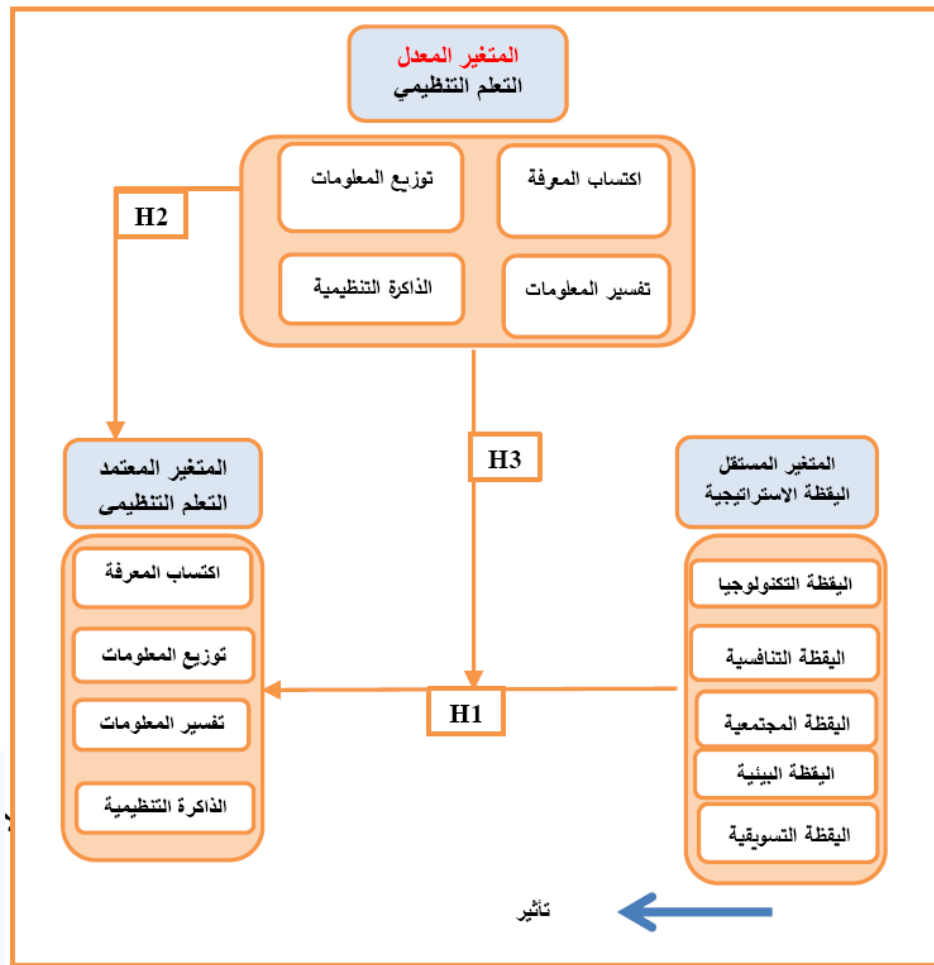 المتغير المعدل
التعلم التنظيمي
اكتساب المعرفة
توزيع المعلومات
تفسير المعلومات
الذاكرة التنظيمية
H2
H3
المتغير المستقل
اليقظة الاستراتيجية
المتغير المعتمد
التعلم التنظيمى
اليقظة التكنولوجيا
اليقظة التنافسية
اليقظة المجتمعية
اليقظة البيئية
اليقظة التسويقية
H1
اكتساب المعرفة
توزيع المعلومات
تفسير المعلومات
الذاكرة التنظيمية
تأثير